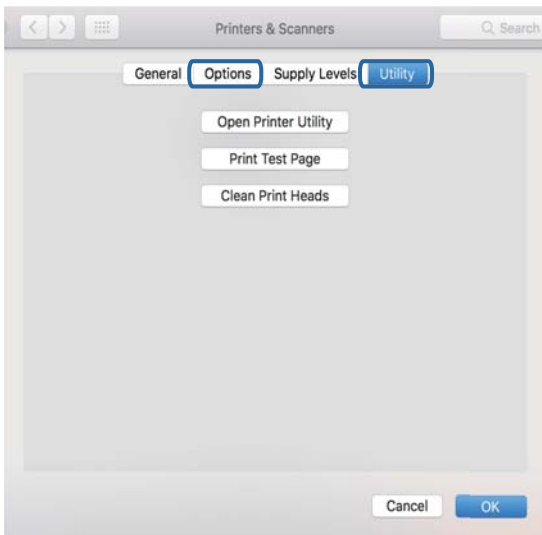 Printers & Scanners Search
General Options Supply Levels Utility
Open Printer Utility
Print Test Page
Clean Print Heads
Cancel OK